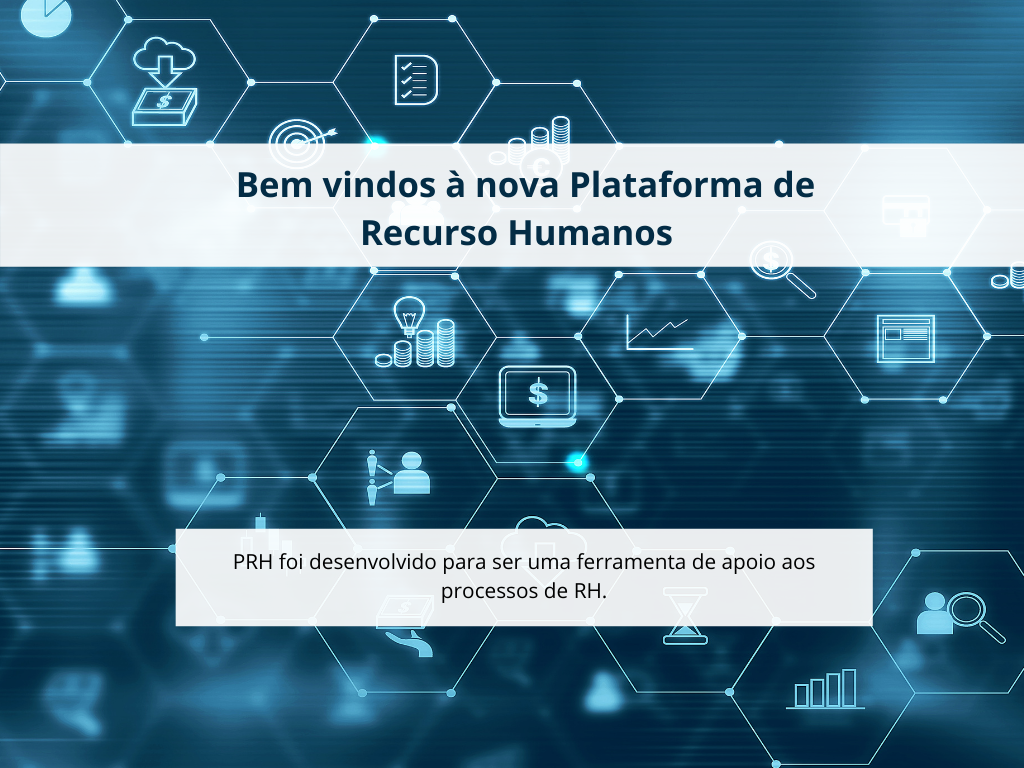 Bem vindos à nova Plataforma de
Recurso Humanos
$
$
$
PRH foi desenvolvido para ser uma ferramenta de apoio aos
processos de RH.